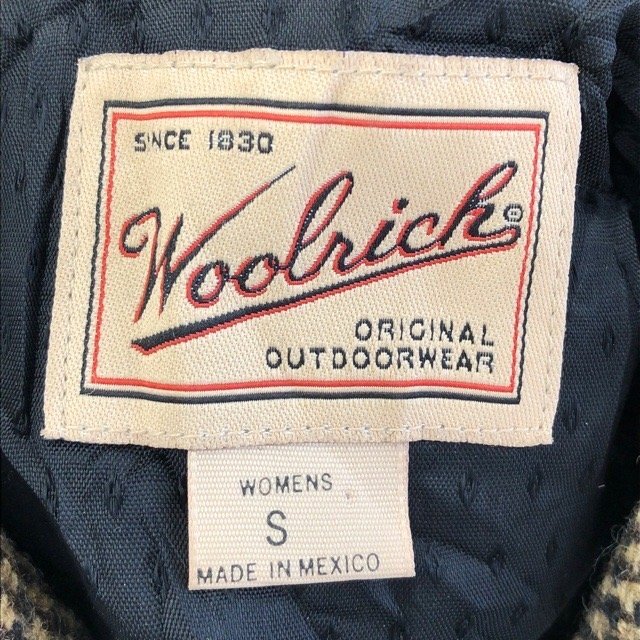 SINCE 1830
Woolrich®
ORIGINAL
OUTDOORWEAR
WOMENS
S
MADE IN MEXICO